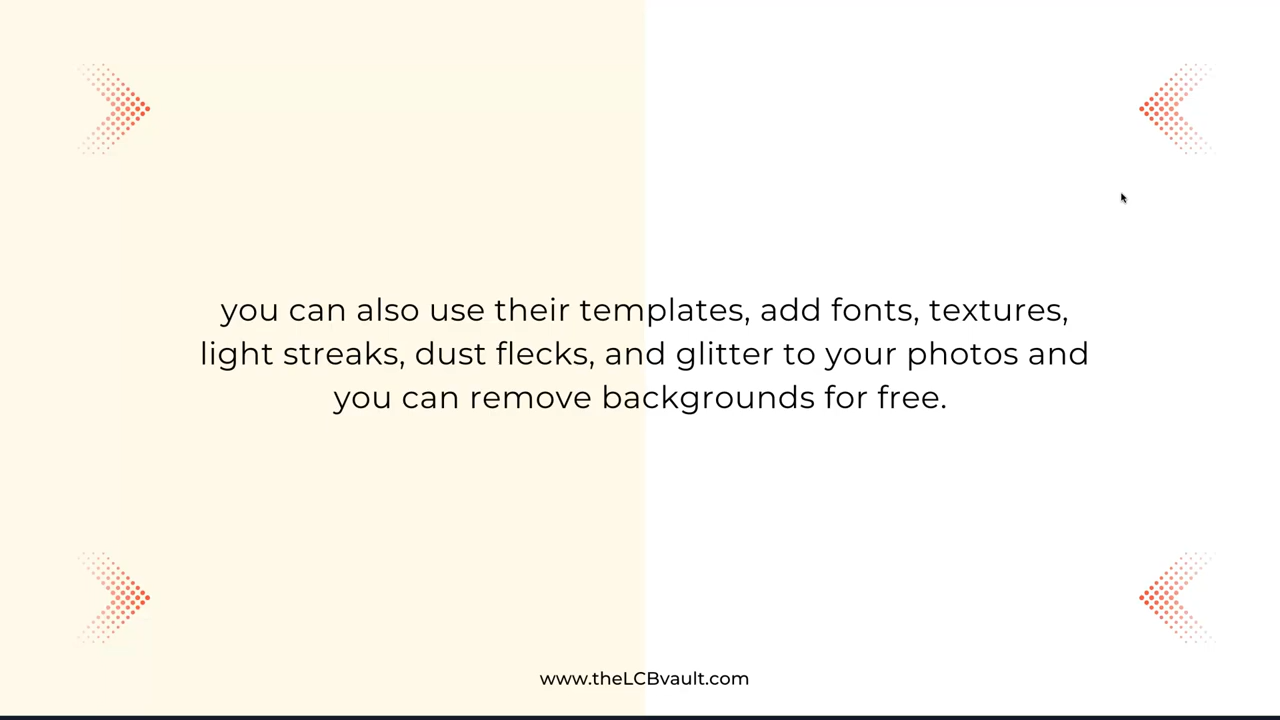 you can also use their templates, add fonts, textures,
light streaks, dust flecks, and glitter to your photos and
you can remove backgrounds for free.
www.theLCBvault.com